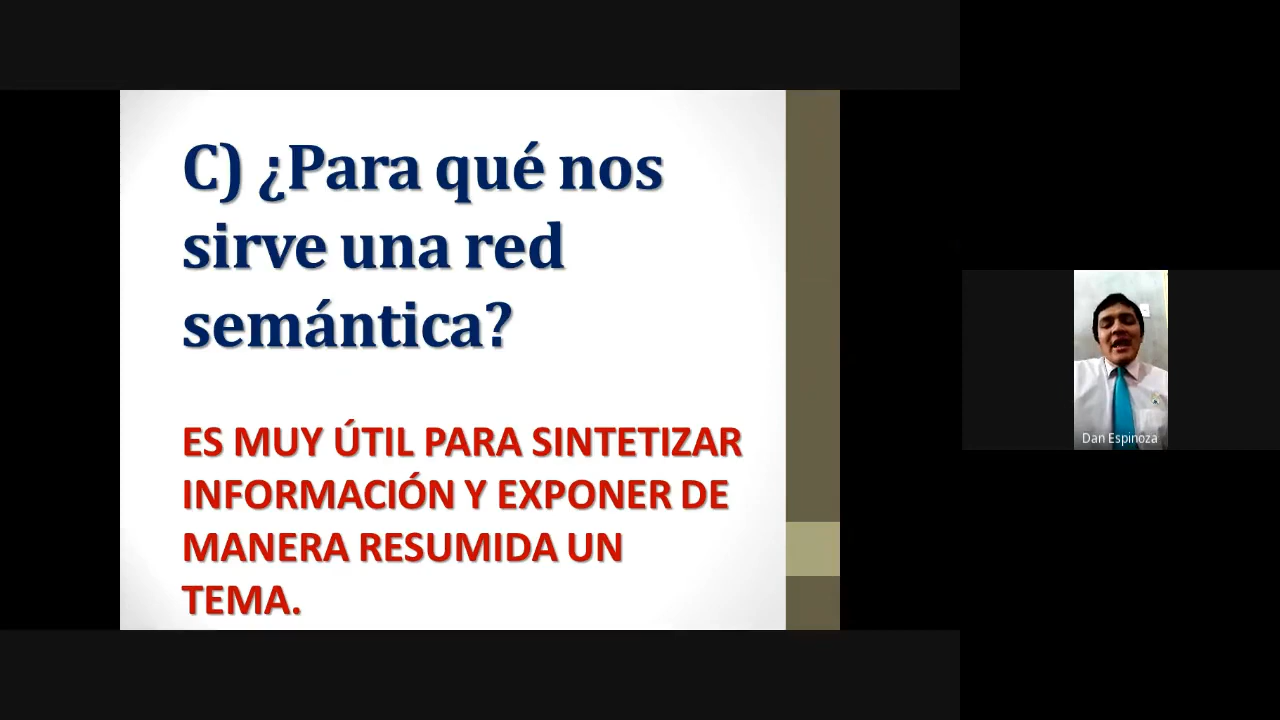 C) ¿Para qué nos
sirve una red
semántica?
ES MUY ÚTIL PARA SINTETIZAR
INFORMACIÓN Y EXPONER DE
MANERA RESUMIDA UN
TEMA.
Dan Espinoza